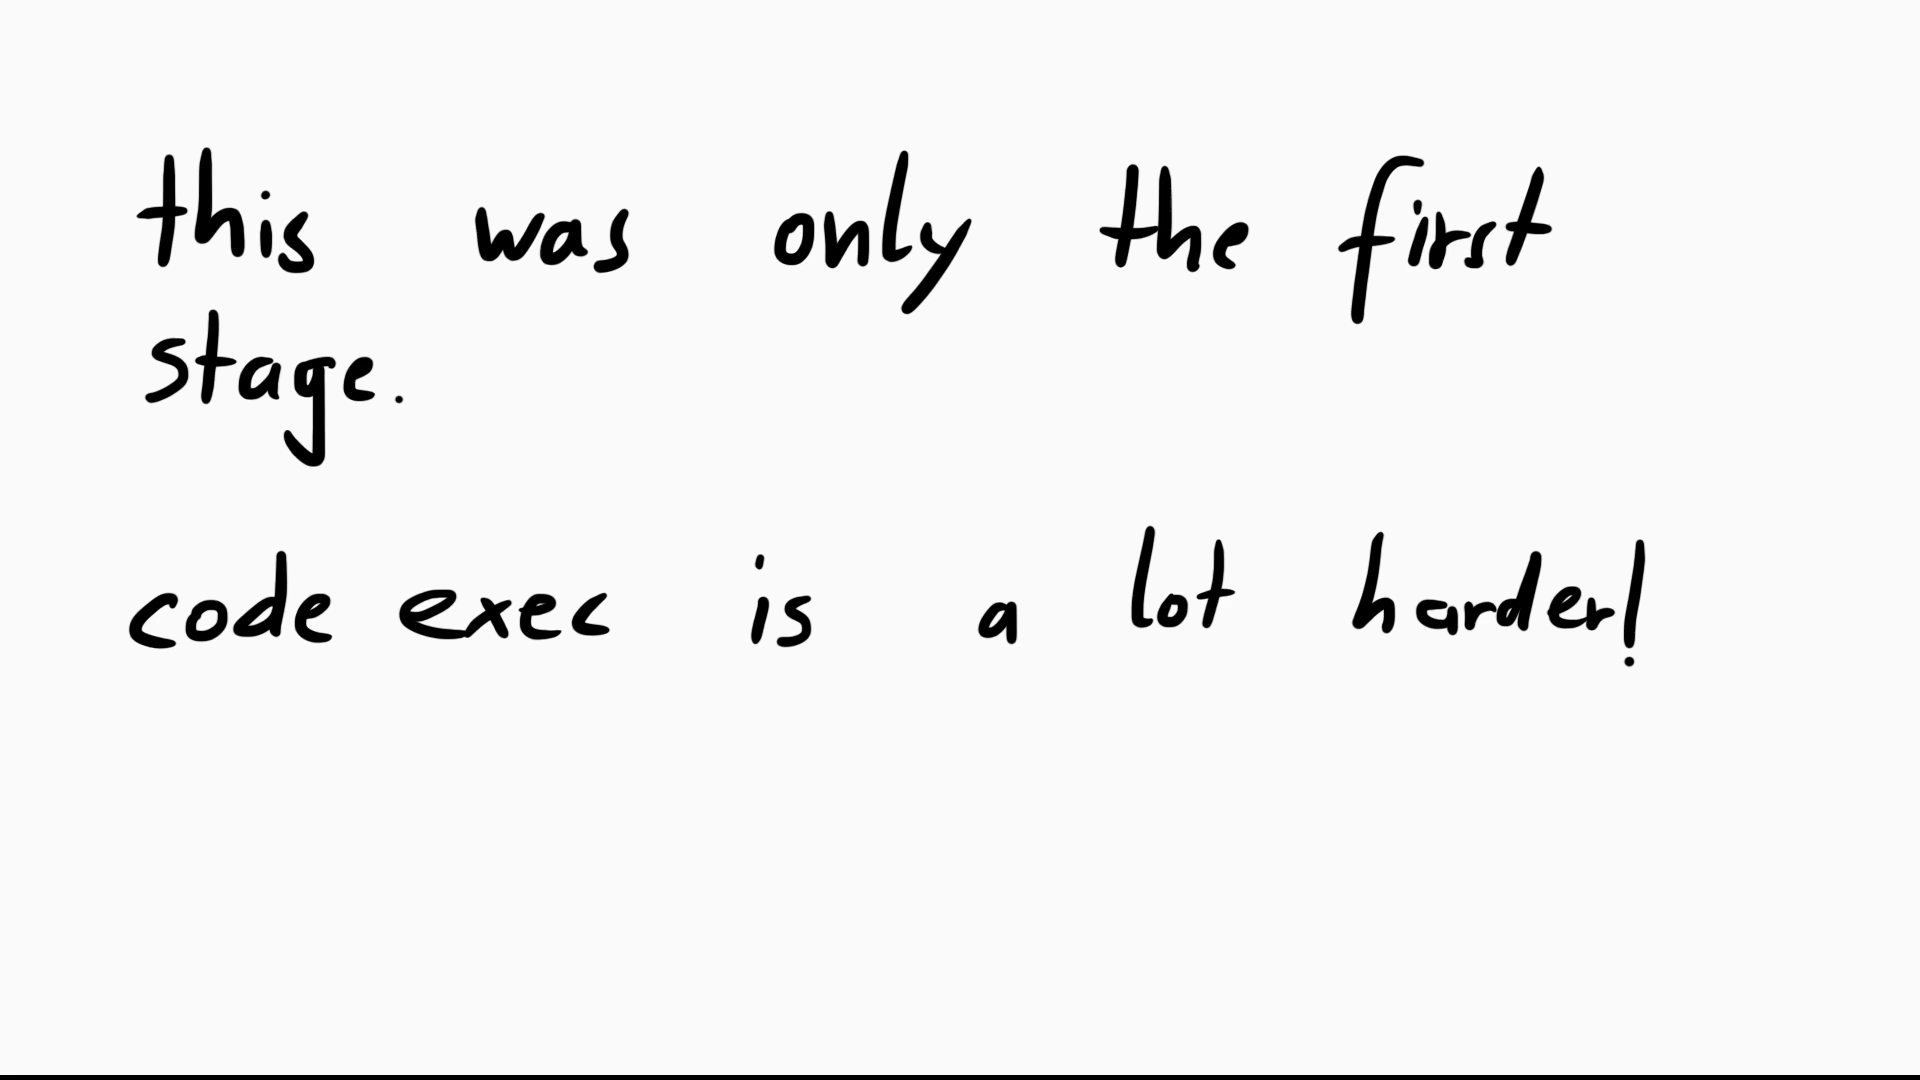 this was only the first
stage.
code exec is a lot harder!